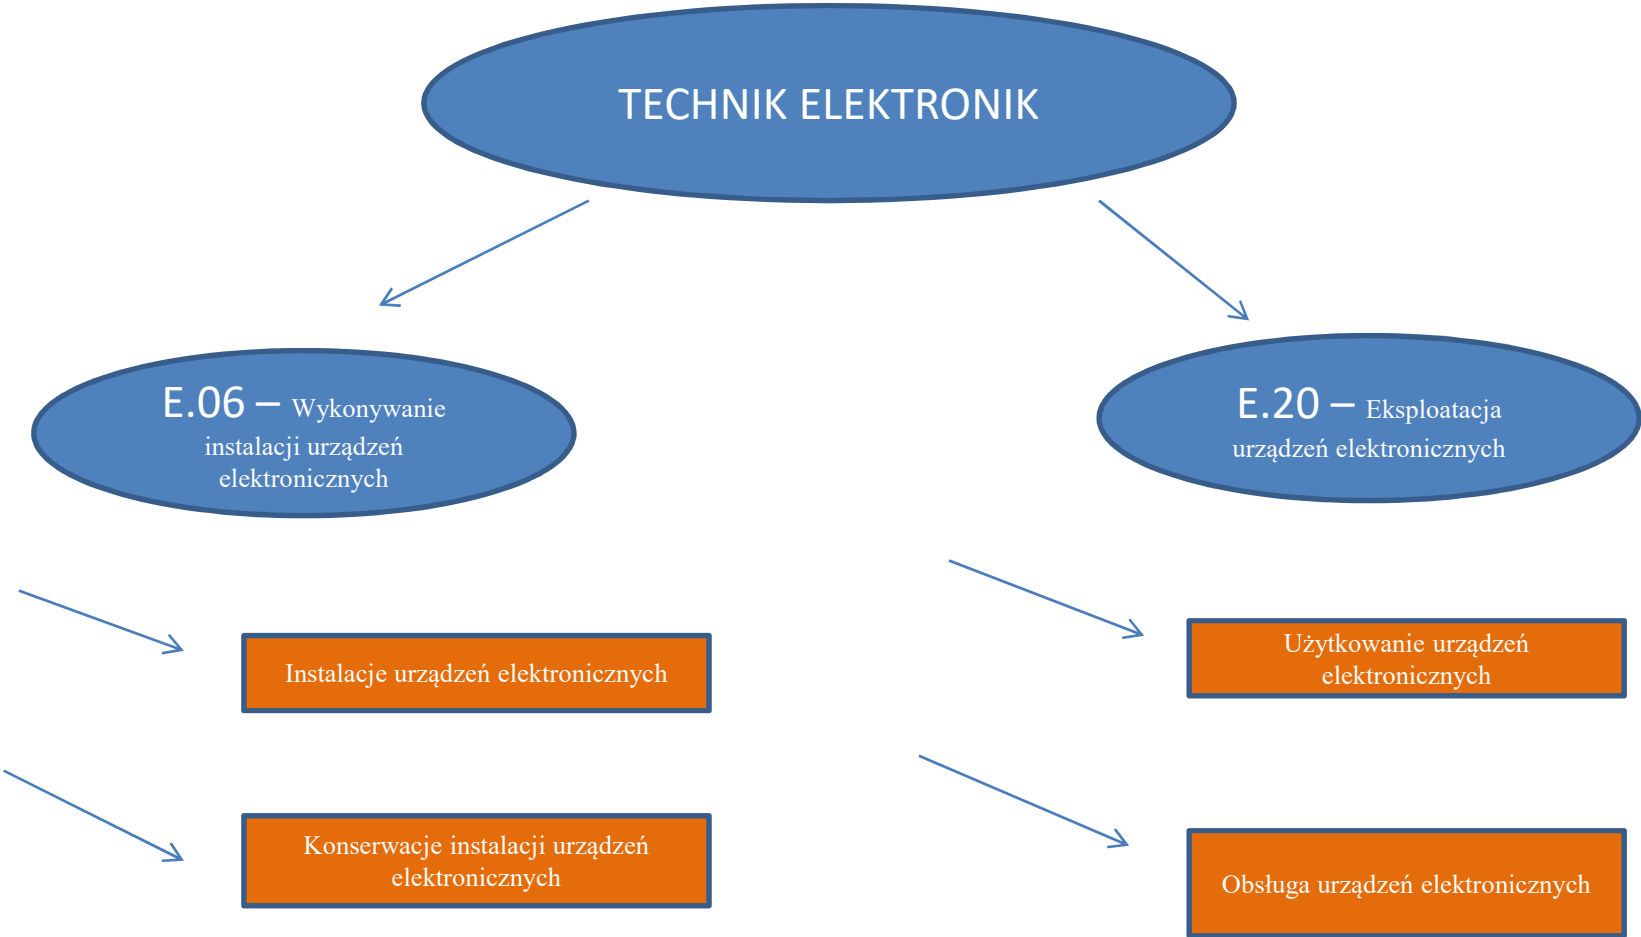 TECHNIK ELEKTRONIK
E.06 – Wykonywanie
instalacji urządzeń
elektronicznych
E.20 – Eksploatacja
urządzeń elektronicznych
Instalacje urządzeń elektronicznych
Użytkowanie urządzeń
elektronicznych
Konserwacje instalacji urządzeń
elektronicznych
Obsługa urządzeń elektronicznych